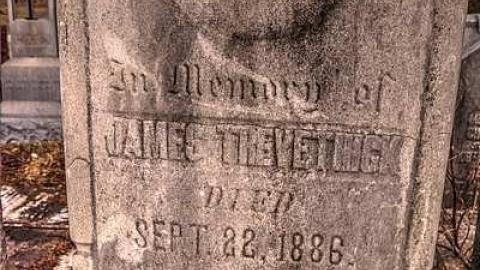 In Memory of
JAMES TREVETHICK
DIED
SEPT. 22, 1886.